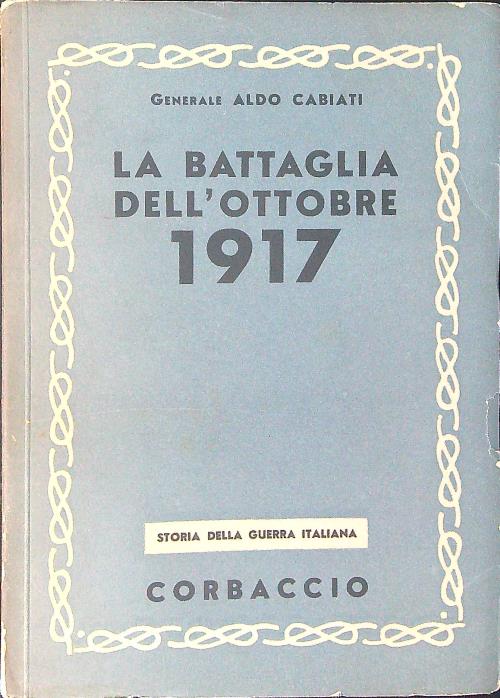 Generale ALDO CABIATI
LA BATTAGLIA
DELL'OTTOBRE
1917
STORIA DELLA GUERRA ITALIANA
CORBACCIO